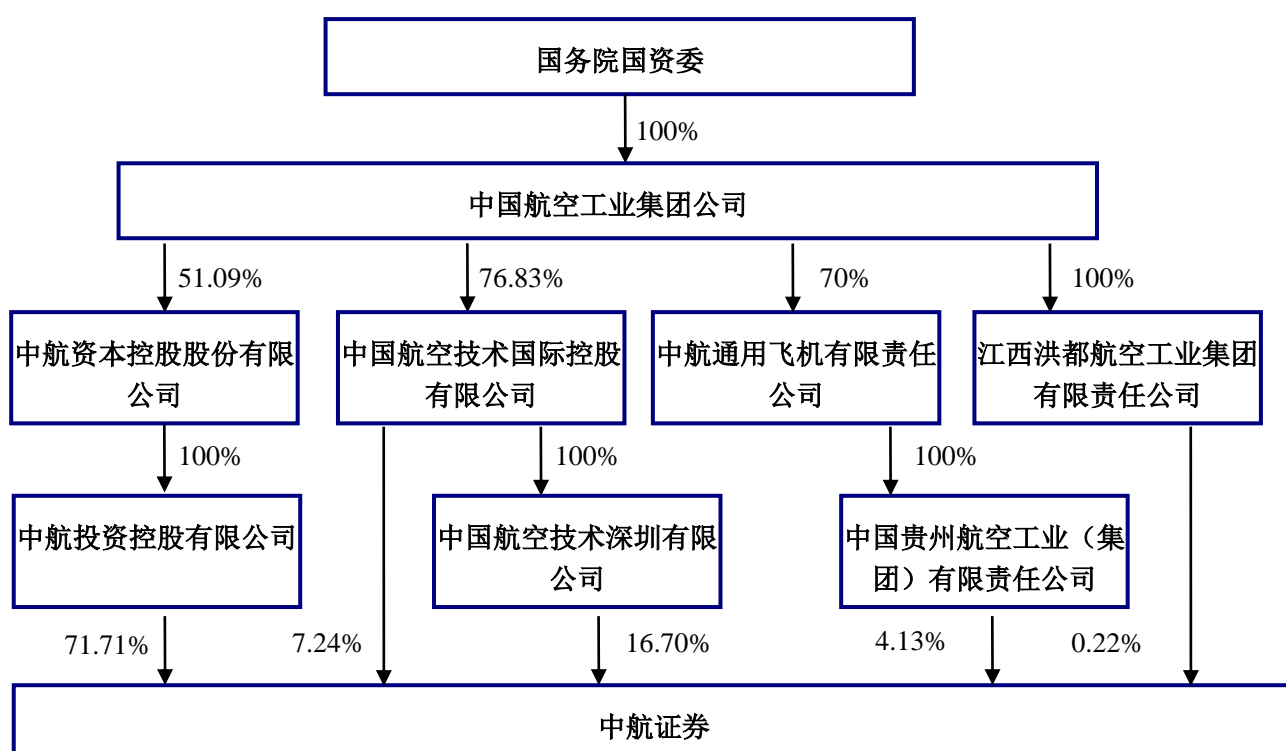 国务院国资委
100%
中国航空工业集团公司
51.09%
76.83%
70%
100%
中航资本控股股份有限
公司
中国航空技术国际控股
有限公司
中航通用飞机有限责任
公司
江西洪都航空工业集团
有限责任公司
100%
100%
100%
中航投资控股有限公司
中国航空技术深圳有限
公司
中国贵州航空工业（集
团）有限责任公司
71.71%
7.24%
16.70%
4.13%
0.22%
中航证券